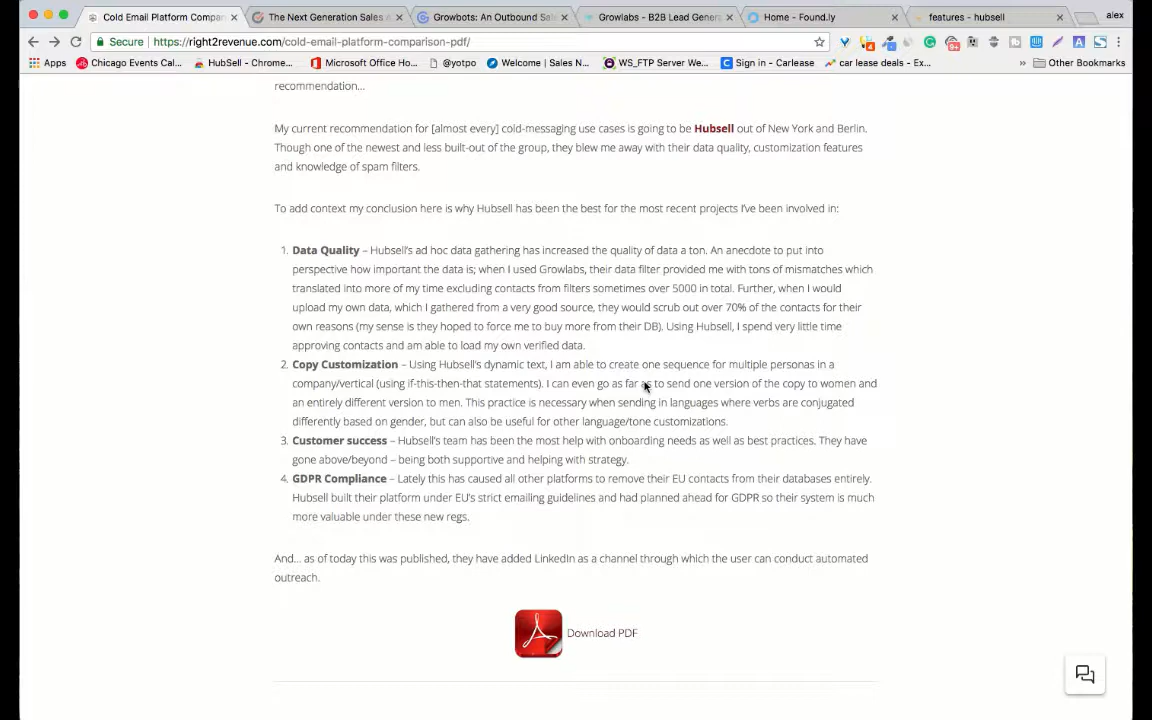 Cold Email Platform Compar
The Next Generation Sales A
Growbots: An Outbound Sal
Growlabs - B2B Lead Gener
Home - Found.ly
features - hubsell
alex
Secure https://right2revenue.com/cold-email-platform-comparison-pdf/
Apps
Chicago Events Cal...
HubSell - Chrome...
Microsoft Office Ho...
@yotpo
Welcome | Sales N...
WS_FTP Server We...
Sign in - Carlease
car lease deals - Ex...
» Other Bookmarks
recommendation...
My current recommendation for [almost every] cold-messaging use cases is going to be Hubsell out of New York and Berlin.
Though one of the newest and less built-out of the group, they blew me away with their data quality, customization features
and knowledge of spam filters.
To add context my conclusion here is why Hubsell has been the best for the most recent projects I've been involved in:
1. Data Quality – Hubsell's ad hoc data gathering has increased the quality of data a ton. An anecdote to put into
perspective how important the data is; when I used Growlabs, their data filter provided me with tons of mismatches which
translated into more of my time excluding contacts from filters sometimes over 5000 in total. Further, when I would
upload my own data, which I gathered from a very good source, they would scrub out over 70% of the contacts for their
own reasons (my sense is they hoped to force me to buy more from their DB). Using Hubsell, I spend very little time
approving contacts and am able to load my own verified data.
2. Copy Customization – Using Hubsell's dynamic text, I am able to create one sequence for multiple personas in a
company/vertical (using if-this-then-that statements). I can even go as far as to send one version of the copy to women and
an entirely different version to men. This practice is necessary when sending in languages where verbs are conjugated
differently based on gender, but can also be useful for other language/tone customizations.
3. Customer success – Hubsell's team has been the most help with onboarding needs as well as best practices. They have
gone above/beyond – being both supportive and helping with strategy.
4. GDPR Compliance – Lately this has caused all other platforms to remove their EU contacts from their databases entirely.
Hubsell built their platform under EU's strict emailing guidelines and had planned ahead for GDPR so their system is much
more valuable under these new regs.
And... as of today this was published, they have added LinkedIn as a channel through which the user can conduct automated
outreach.
Download PDF